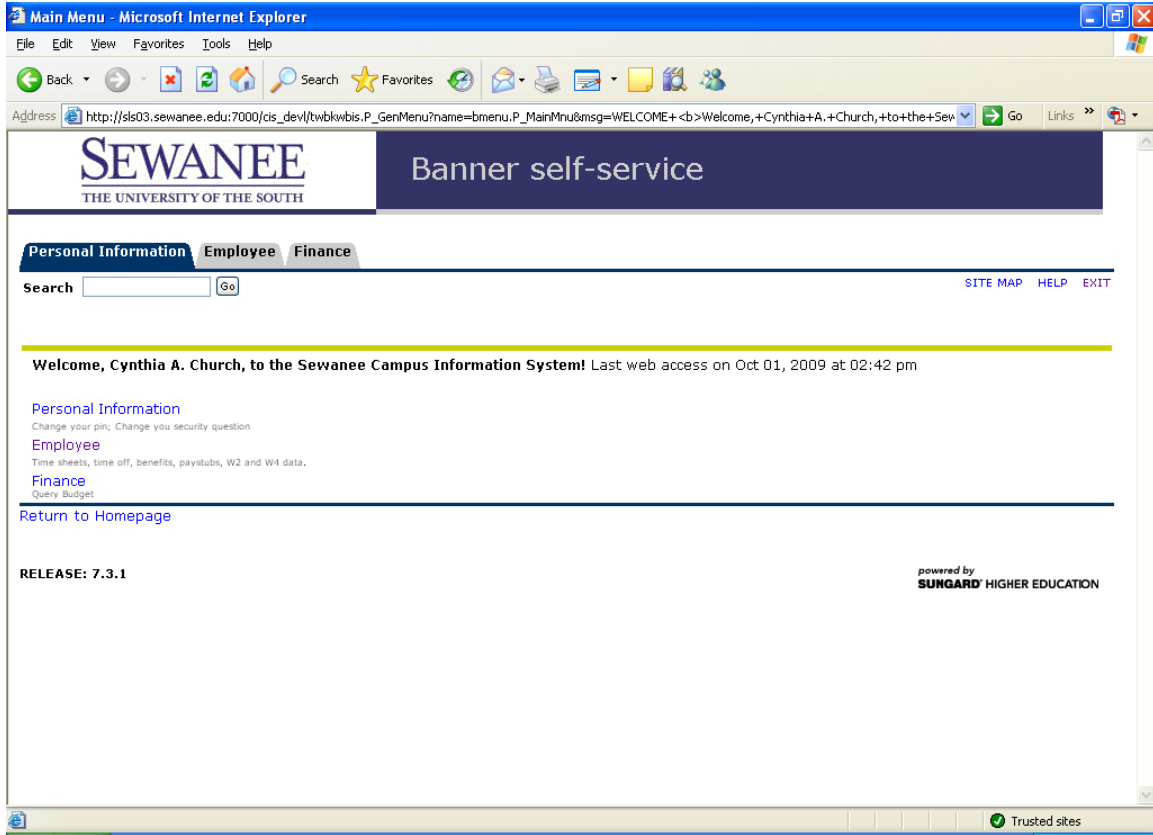 Main Menu - Microsoft Internet Explorer
File Edit View Favorites Tools Help
Back Search Favorites
Address http://sls03.sewanee.edu:7000/cis_devl/twbkwbis.P_GenMenu?name=bmenu.P_MainMnu&msg=WELCOME+<b>Welcome,+Cynthia+A.+Church,+to+the+Sew Go Links »
SEWANEE
THE UNIVERSITY OF THE SOUTH
Banner self-service
Personal Information Employee Finance
Search Go SITE MAP HELP EXIT
Welcome, Cynthia A. Church, to the Sewanee Campus Information System! Last web access on Oct 01, 2009 at 02:42 pm
Personal Information
Change your pin; Change you security question
Employee
Time sheets, time off, benefits, paystubs, W2 and W4 data.
Finance
Query Budget
Return to Homepage
RELEASE: 7.3.1
powered by
SUNGARD' HIGHER EDUCATION
Trusted sites